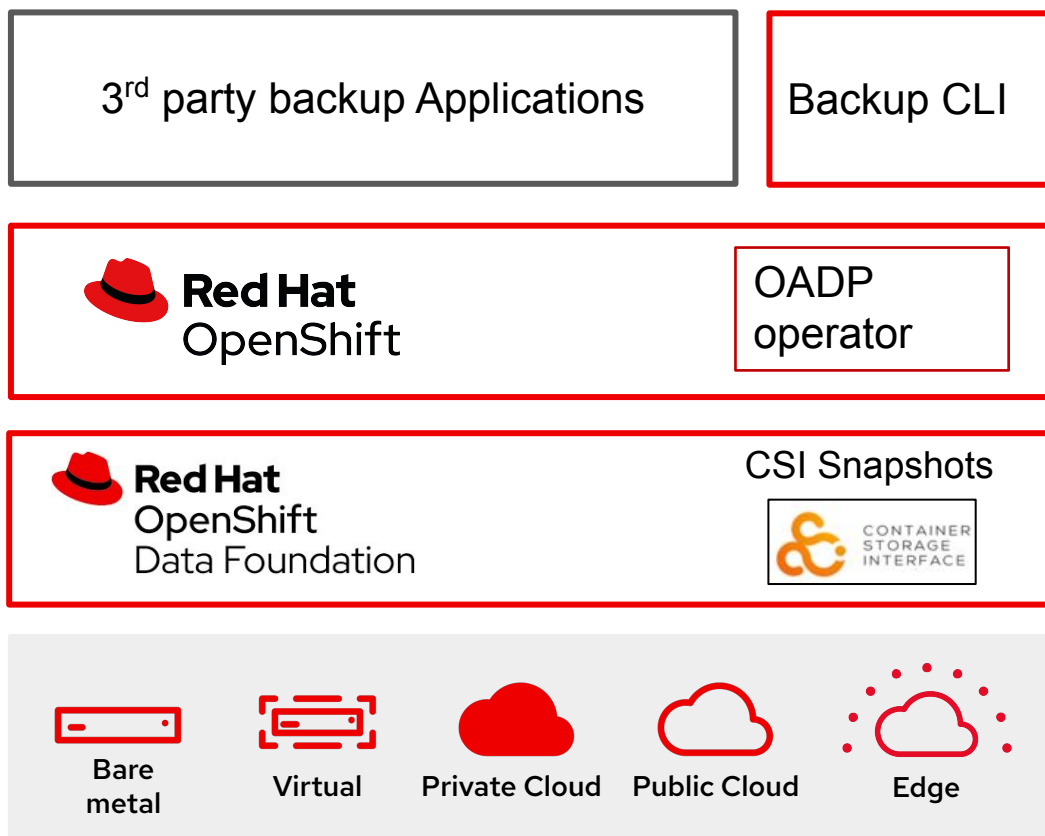 3rd party backup Applications
Backup CLI
Red Hat
OpenShift
OADP
operator
Red Hat
OpenShift
Data Foundation
CSI Snapshots
CONTAINER
STORAGE
INTERFACE
Bare
metal
Virtual
Private Cloud
Public Cloud
Edge